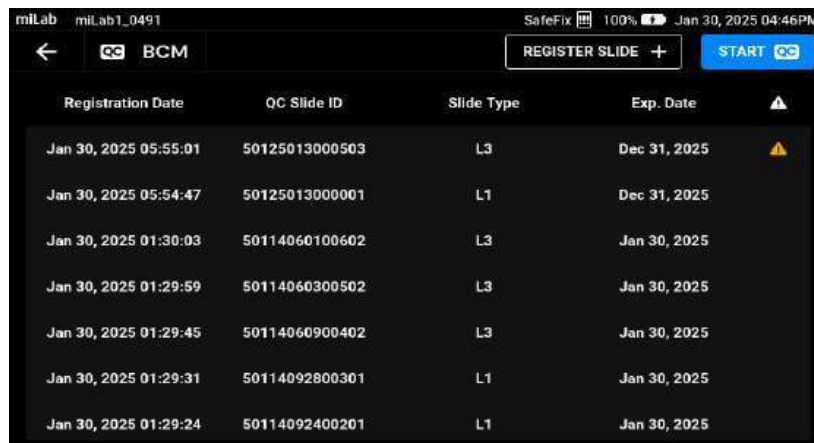 miLab miLab1_0491 SafeFix 100% Jan 30, 2025 04:46PM
QC BCM REGISTER SLIDE + START QC
Registration Date QC Slide ID Slide Type Exp. Date
Jan 30, 2025 05:55:01 50125013000503 L3 Dec 31, 2025
Jan 30, 2025 05:54:47 50125013000001 L1 Dec 31, 2025
Jan 30, 2025 01:30:03 50114060100602 L3 Jan 30, 2025
Jan 30, 2025 01:29:59 50114060300502 L3 Jan 30, 2025
Jan 30, 2025 01:29:45 50114060900402 L3 Jan 30, 2025
Jan 30, 2025 01:29:31 50114092800301 L1 Jan 30, 2025
Jan 30, 2025 01:29:24 50114092400201 L1 Jan 30, 2025